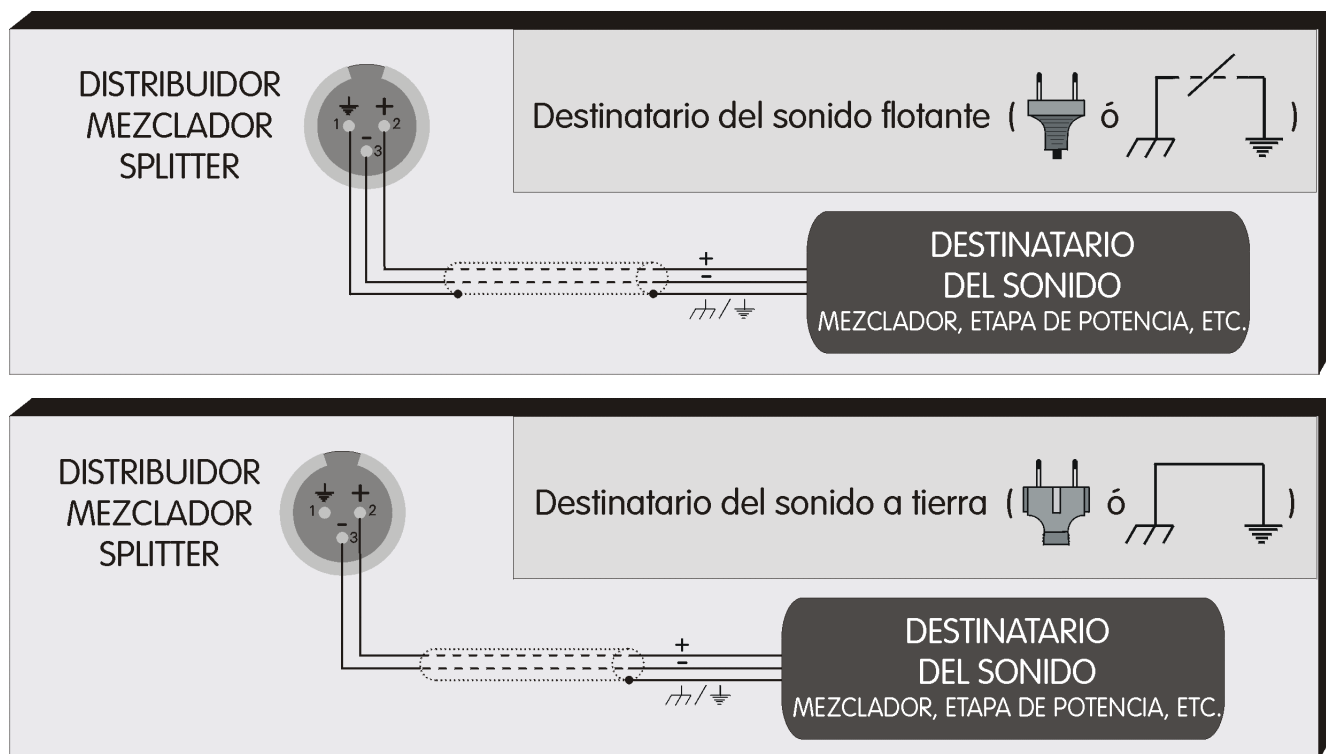 DISTRIBUIDOR
MEZCLADOR
SPLITTER
+
1
2
-
3
Destinatario del sonido flotante ( ó )
+
-
/
DESTINATARIO
DEL SONIDO
MEZCLADOR, ETAPA DE POTENCIA, ETC.
DISTRIBUIDOR
MEZCLADOR
SPLITTER
+
1
2
-
3
Destinatario del sonido a tierra ( ó )
+
-
/
DESTINATARIO
DEL SONIDO
MEZCLADOR, ETAPA DE POTENCIA, ETC.